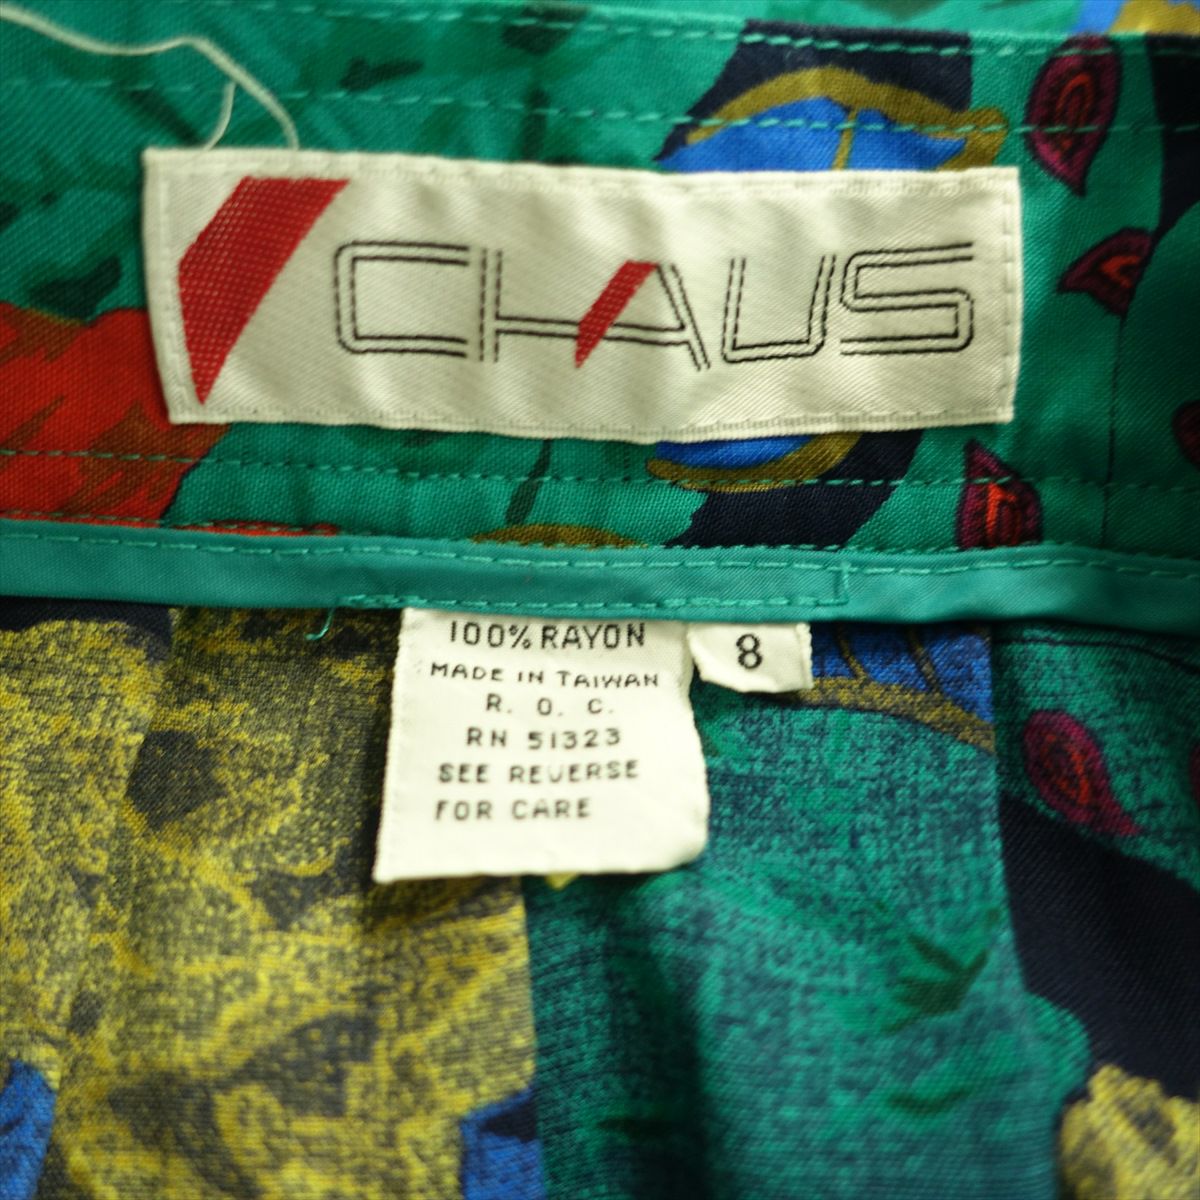 CHAUS
100% RAYON
8
MADE IN TAIWAN
R. O. C.
RN 51323
SEE REVERSE
FOR CARE